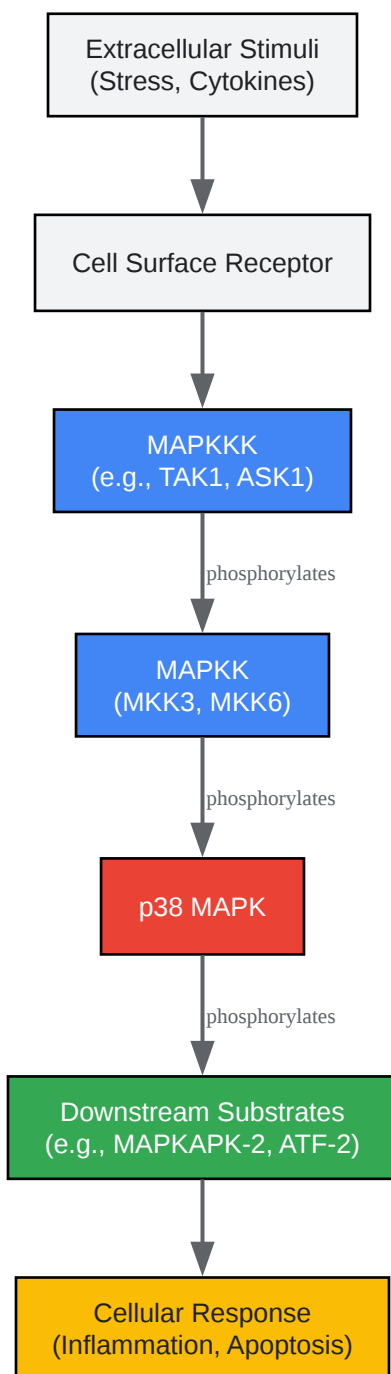 Extracellular Stimuli
(Stress, Cytokines)
Cell Surface Receptor
MAPKKK
(e.g., TAK1, ASK1)
phosphorylates
MAPKK
(MKK3, MKK6)
phosphorylates
p38 MAPK
phosphorylates
Downstream Substrates
(e.g., MAPKAPK-2, ATF-2)
Cellular Response
(Inflammation, Apoptosis)